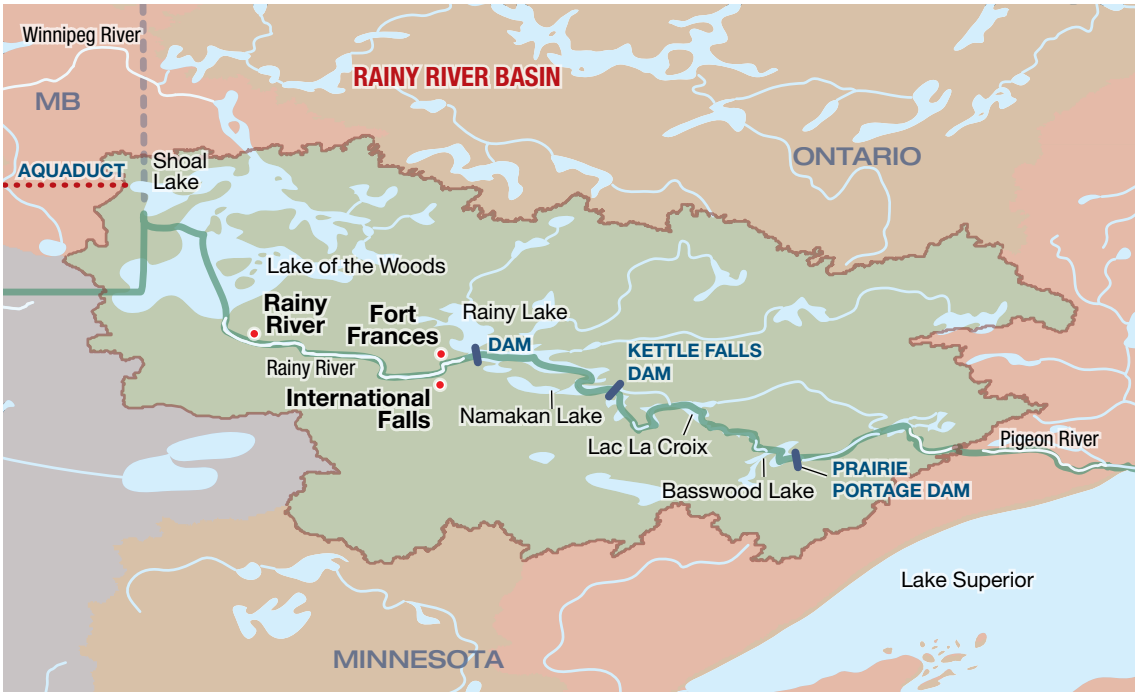 Winnipeg River
RAINY RIVER BASIN
MB
ONTARIO
AQUADUCT
Shoal
Lake
Lake of the Woods
Rainy
River
Fort
Frances
Rainy Lake
DAM
KETTLE FALLS
DAM
Rainy River
International
Falls
Namakan Lake
Lac La Croix
Pigeon River
Basswood Lake
PRAIRIE
PORTAGE DAM
Lake Superior
MINNESOTA